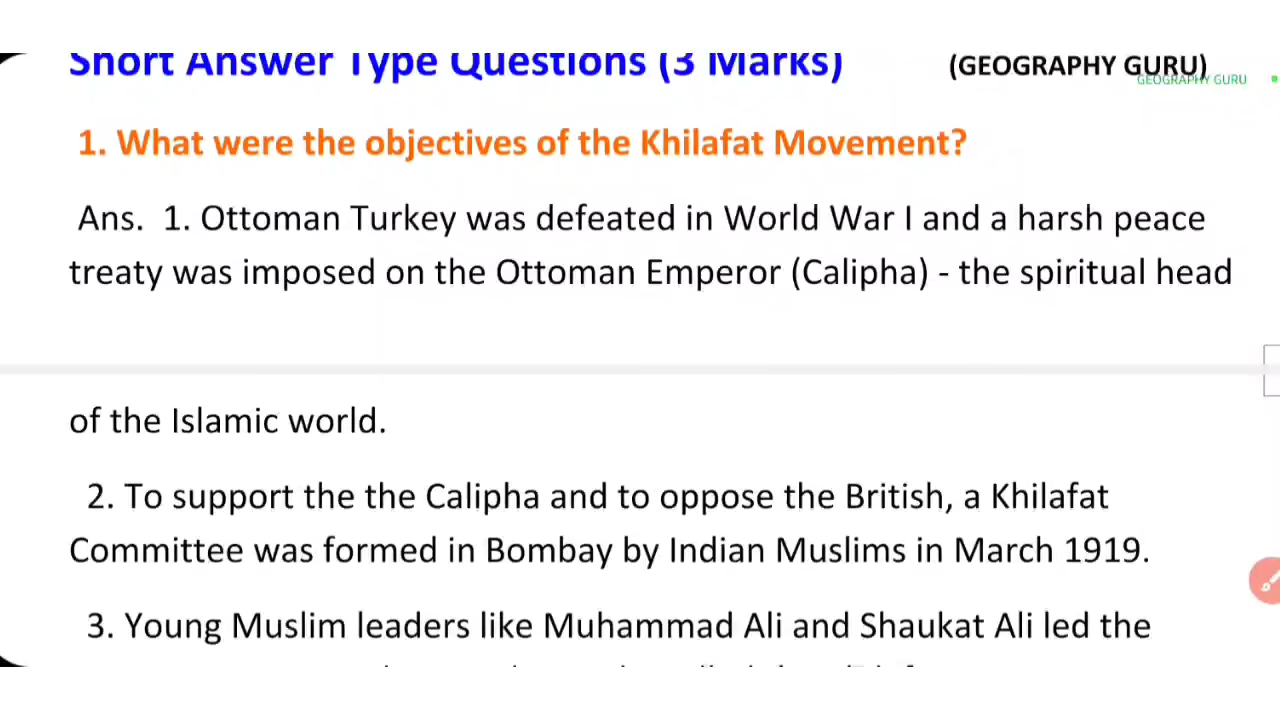 Short Answer Type Questions (3 Marks) (GEOGRAPHY GURU)
GEOGRAPHY GURU
1. What were the objectives of the Khilafat Movement?
Ans. 1. Ottoman Turkey was defeated in World War I and a harsh peace
treaty was imposed on the Ottoman Emperor (Calipha) - the spiritual head
of the Islamic world.
2. To support the the Calipha and to oppose the British, a Khilafat
Committee was formed in Bombay by Indian Muslims in March 1919.
3. Young Muslim leaders like Muhammad Ali and Shaukat Ali led the